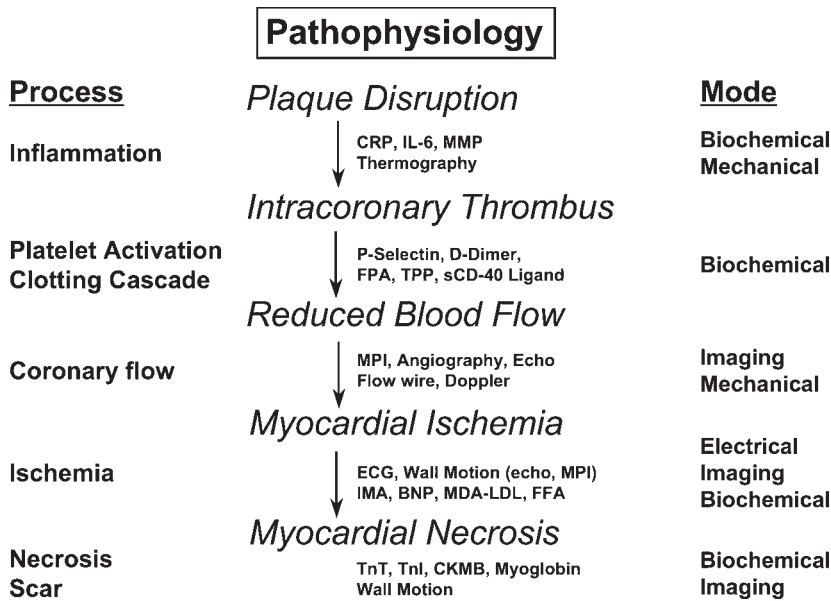 Pathophysiology
Process
Plaque Disruption
Mode
Inflammation
CRP, IL-6, MMP
Thermography
Biochemical
Mechanical
Intracoronary Thrombus
Platelet Activation
Clotting Cascade
P-Selectin, D-Dimer,
FPA, TPP, sCD-40 Ligand
Biochemical
Reduced Blood Flow
Coronary flow
MPI, Angiography, Echo
Flow wire, Doppler
Imaging
Mechanical
Myocardial Ischemia
Ischemia
ECG, Wall Motion (echo, MPI)
IMA, BNP, MDA-LDL, FFA
Electrical
Imaging
Biochemical
Myocardial Necrosis
Necrosis
Scar
TnT, TnI, CKMB, Myoglobin
Wall Motion
Biochemical
Imaging